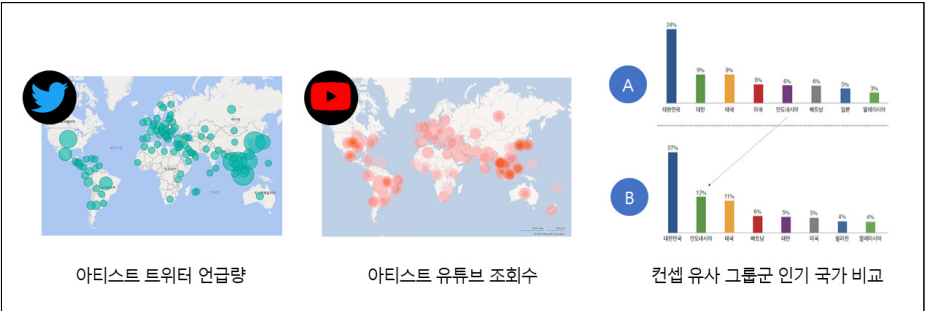 24%
9%
9%
6%
6%
6%
5%
3%
A
대한민국
대만
태국
미국
인도네시아
베트남
일본
말레이시아
27%
12%
11%
6%
5%
5%
4%
4%
B
대한민국
인도네시아
태국
베트남
대만
미국
필리핀
말레이시아
아티스트 트위터 언급량
아티스트 유튜브 조회수
컨셉 유사 그룹군 인기 국가 비교